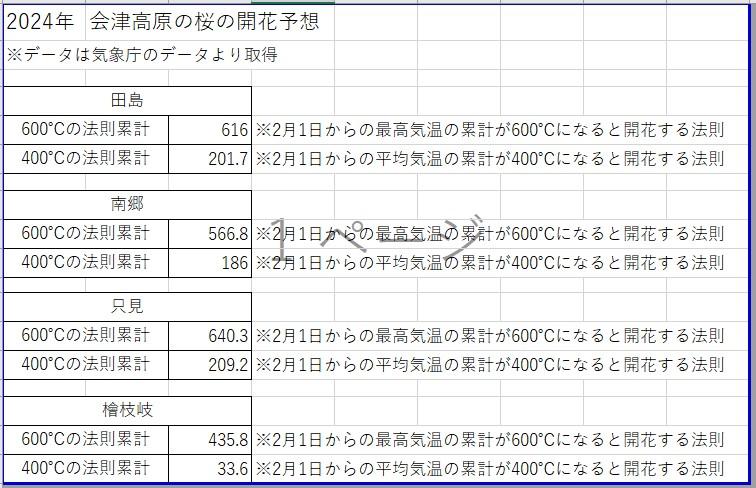 2024年 会津高原の桜の開花予想
※データは気象庁のデータより取得
田島
600°Cの法則累計 616 ※2月1日からの最高気温の累計が600°Cになると開花する法則
400°Cの法則累計 201.7 ※2月1日からの平均気温の累計が400°Cになると開花する法則
南郷
600°Cの法則累計 566.8 ※2月1日からの最高気温の累計が600°Cになると開花する法則
1 ページ
400°Cの法則累計 186 ※2月1日からの平均気温の累計が400°Cになると開花する法則
只見
600°Cの法則累計 640.3 ※2月1日からの最高気温の累計が600°Cになると開花する法則
400°Cの法則累計 209.2 ※2月1日からの平均気温の累計が400°Cになると開花する法則
檜枝岐
600°Cの法則累計 435.8 ※2月1日からの最高気温の累計が600°Cになると開花する法則
400°Cの法則累計 33.6 ※2月1日からの平均気温の累計が400°Cになると開花する法則